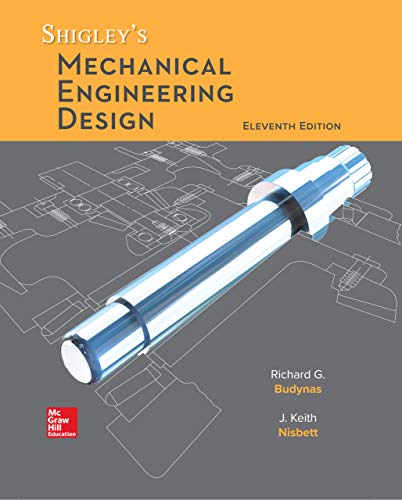 SHIGLEY'S
MECHANICAL
ENGINEERING
DESIGN
ELEVENTH EDITION
Richard G.
Budynas
J. Keith
Nisbett
Mc
Graw
Hill
Education